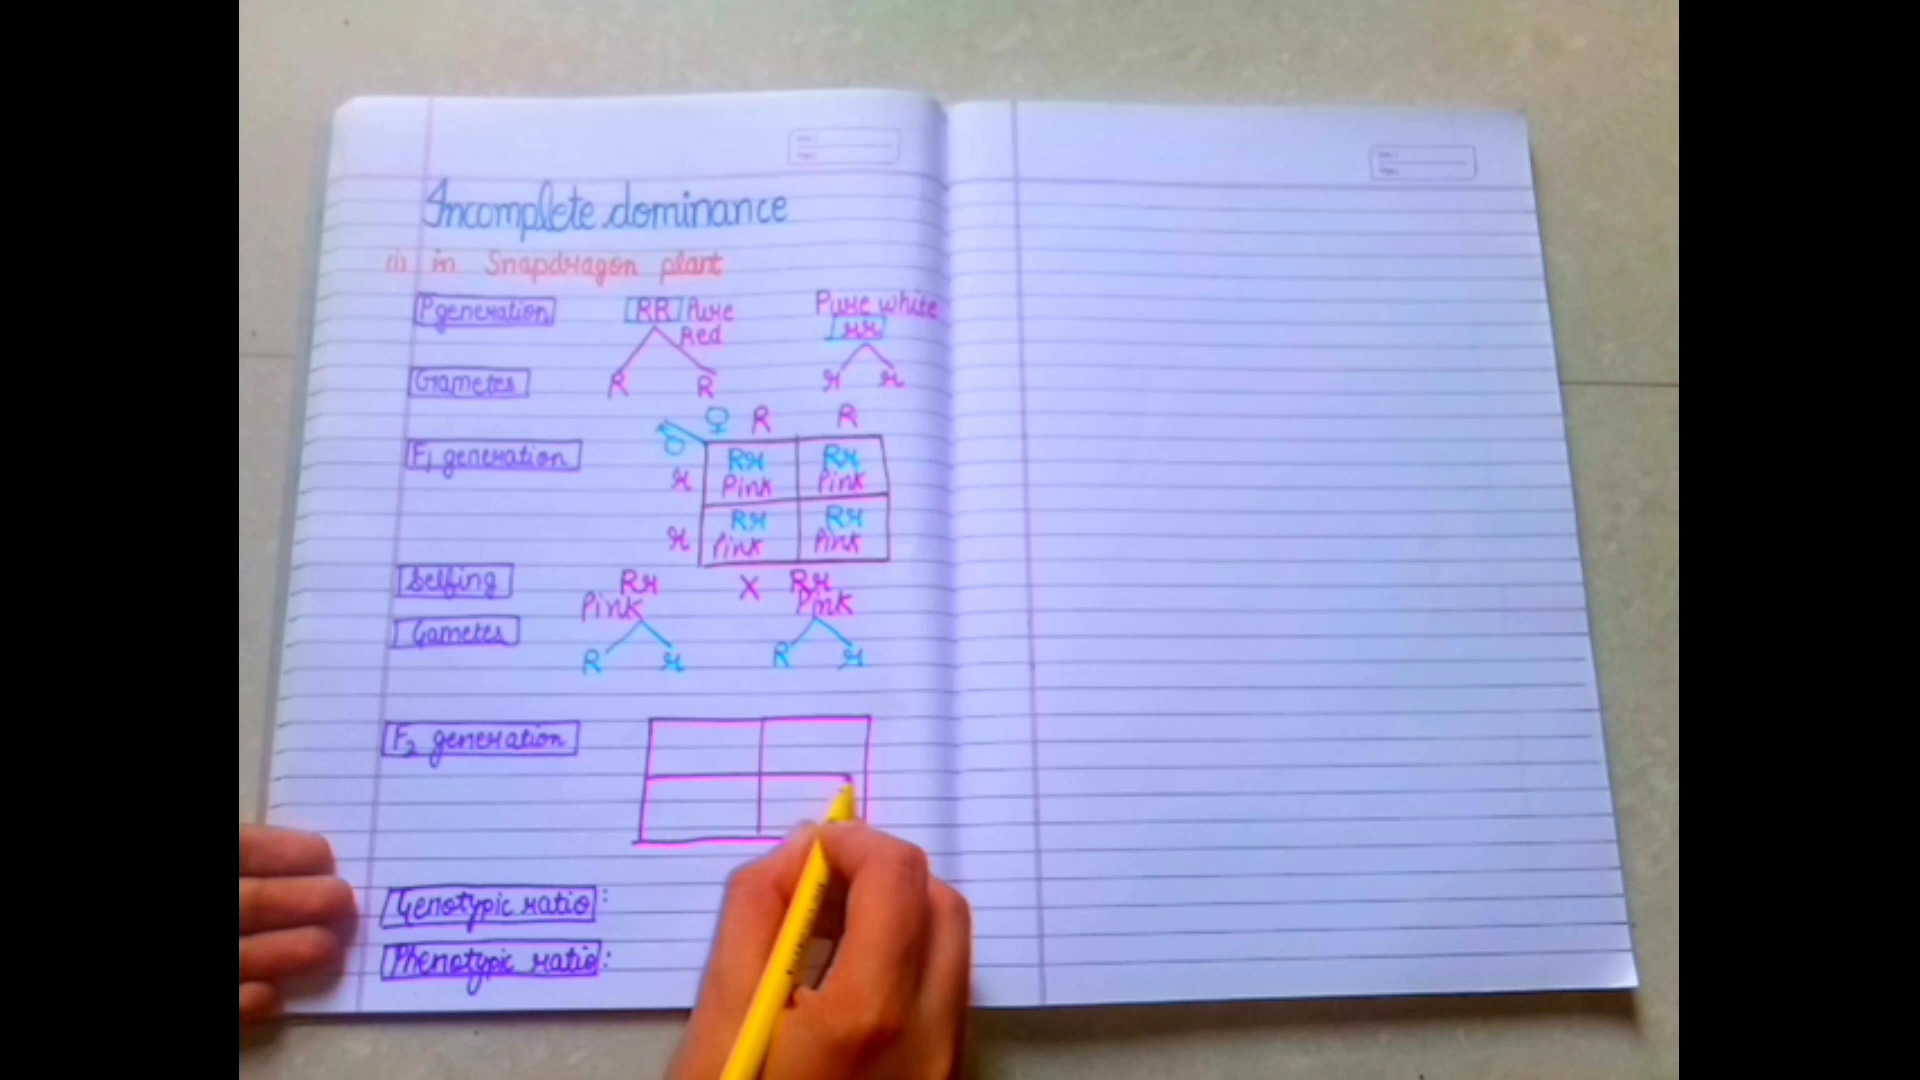 Incomplete dominance
(i) in Snapdragon plant
P generation RR Pure Red Pure white rr
Gametes R R r r
♂ ♀ R R
F1 generation r Rr Pink Rr Pink
r Rr Pink Rr Pink
Selfing Rr Pink X Rr Pink
Gametes R r R r
F2 generation
Genotypic ratio:
Phenotypic ratio: